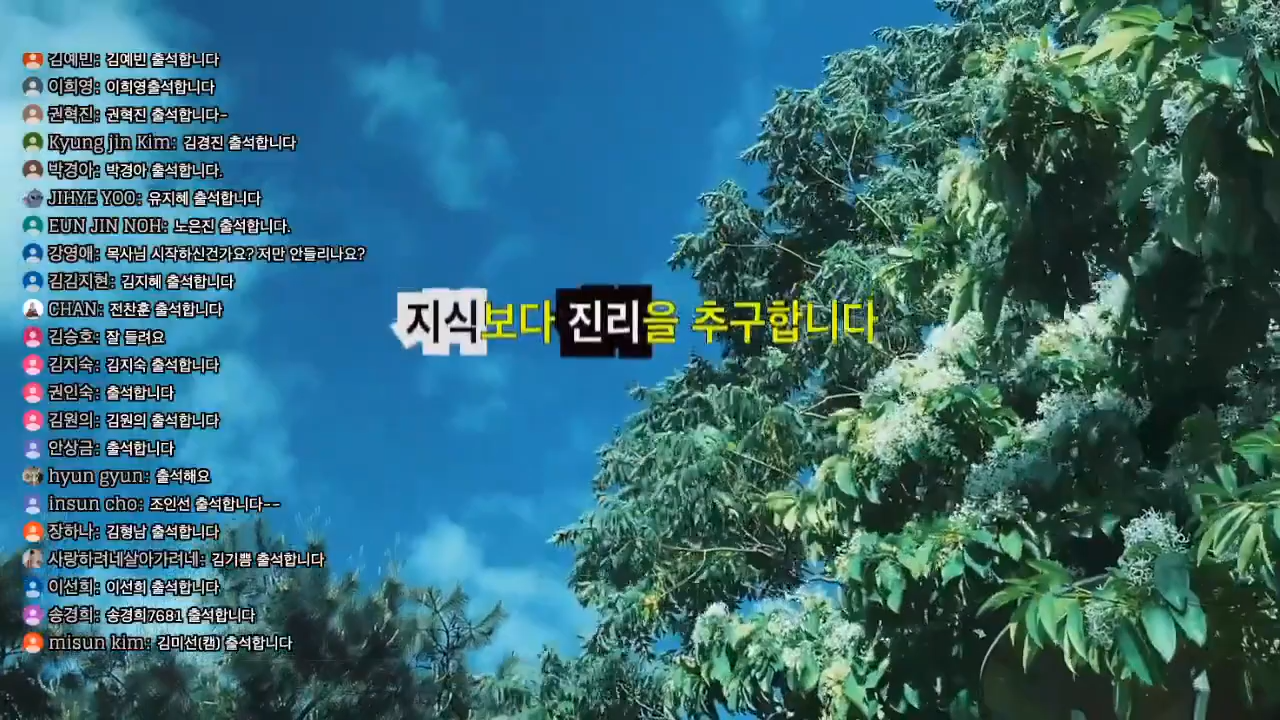 김예빈: 김예빈 출석합니다
이희영: 이희영출석합니다
권혁진: 권혁진 출석합니다~
Kyung jin Kim: 김경진 출석합니다
박경아: 박경아 출석합니다.
JIHYE YOO: 유지혜 출석합니다
EUN JIN NOH: 노은진 출석합니다.
강영애: 목사님 시작하신건가요? 저만 안들리나요?
김김지현: 김지혜 출석합니다
CHAN: 전찬훈 출석합니다
김승호: 잘 들려요
김지숙: 김지숙 출석합니다
권인숙: 출석합니다
김원의: 김원의 출석합니다
안상금: 출석합니다
hyun gyun: 출석해요
insun cho: 조인선 출석합니다~~
장하나: 김형남 출석합니다
사랑하려네살아가려네: 김기쁨 출석합니다
이선희: 이선희 출석합니다
송경희: 송경희7681 출석합니다
misun kim: 김미선(캠) 출석합니다
지식보다 진리을 추구합니다